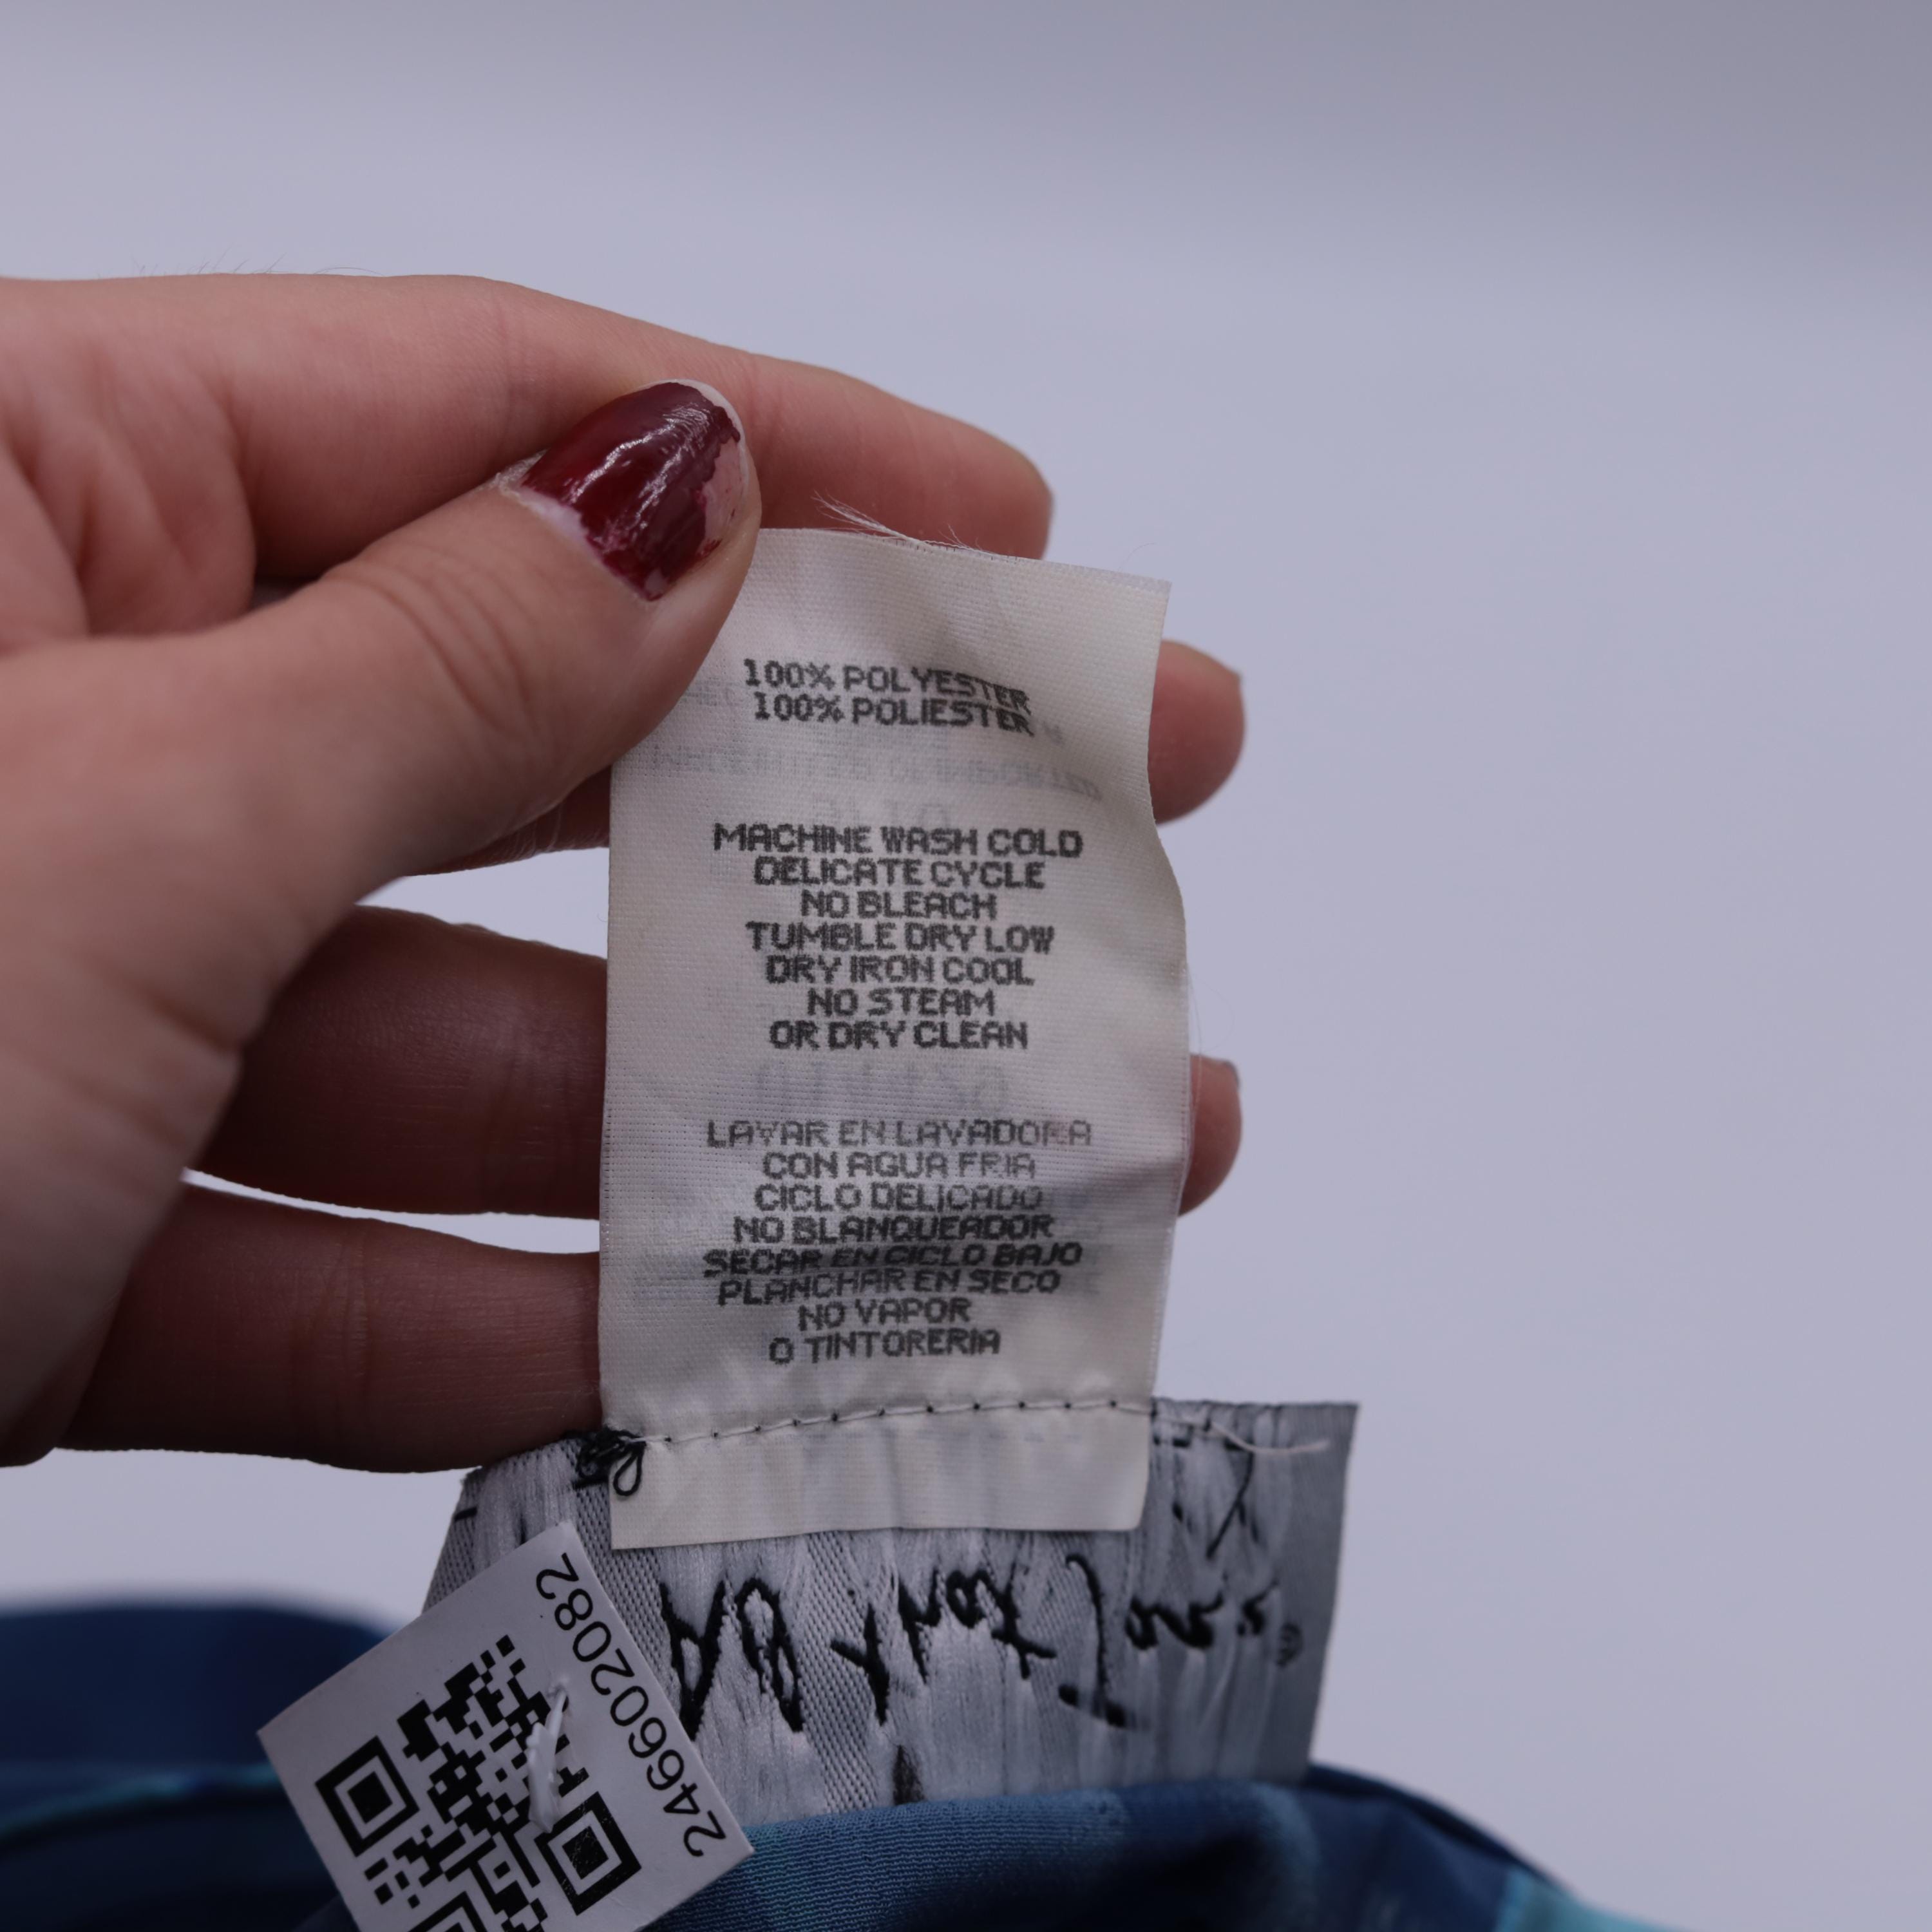 100% POLYESTER
100% POLIESTER
MACHINE WASH COLD
DELICATE CYCLE
NO BLEACH
TUMBLE DRY LOW
DRY IRON COOL
NO STEAM
OR DRY CLEAN
LAVAR EN LAVADORA
CON AGUA FRIA
CICLO DELICADO
NO BLANQUEADOR
SECAR EN CICLO BAJO
PLANCHAR EN SECO
NO VAPOR
O TINTORERIA
246602082